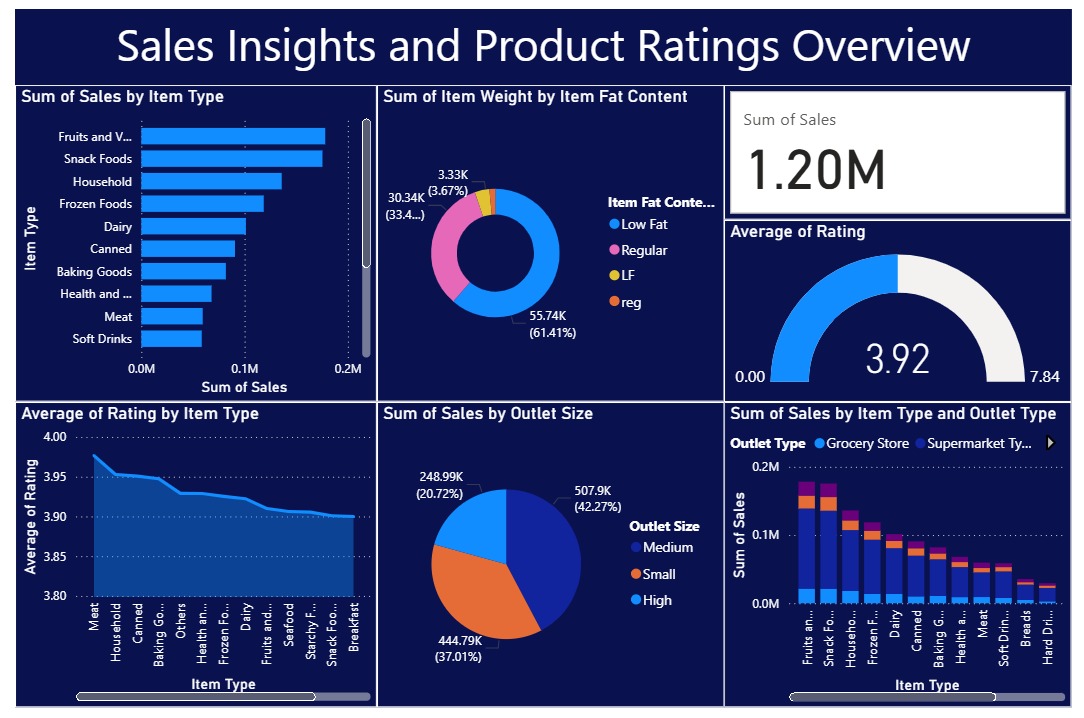 Sales Insights and Product Ratings Overview
Sum of Sales by Item Type
Item Type
Fruits and V...
Snack Foods
Household
Frozen Foods
Dairy
Canned
Baking Goods
Health and ...
Meat
Soft Drinks
0.0M 0.1M 0.2M
Sum of Sales
Sum of Item Weight by Item Fat Content
3.33K
(3.67%)
30.34K
(33.4...)
55.74K
(61.41%)
Item Fat Conte...
Low Fat
Regular
LF
reg
Sum of Sales
1.20M
Average of Rating
0.00
3.92
7.84
Average of Rating by Item Type
Average of Rating
4.00
3.95
3.90
3.85
3.80
Meat
Household
Canned
Baking Go...
Others
Health an...
Frozen Fo...
Dairy
Fruits and...
Seafood
Starchy F...
Snack Foo...
Breakfast
Item Type
Sum of Sales by Outlet Size
248.99K
(20.72%)
507.9K
(42.27%)
444.79K
(37.01%)
Outlet Size
Medium
Small
High
Sum of Sales by Item Type and Outlet Type
Outlet Type Grocery Store Supermarket Ty...
Sum of Sales
0.2M
0.1M
0.0M
Fruits an...
Snack Fo...
Househo...
Frozen F...
Dairy
Canned
Baking G...
Health a...
Meat
Soft Drin...
Breads
Hard Dri...
Item Type